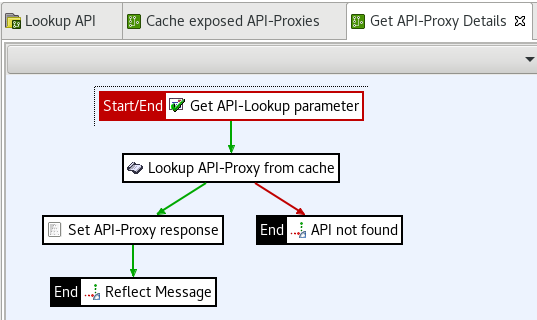 Lookup API
Cache exposed API-Proxies
Get API-Proxy Details
Start/End Get API-Lookup parameter
Lookup API-Proxy from cache
Set API-Proxy response
End API not found
End Reflect Message